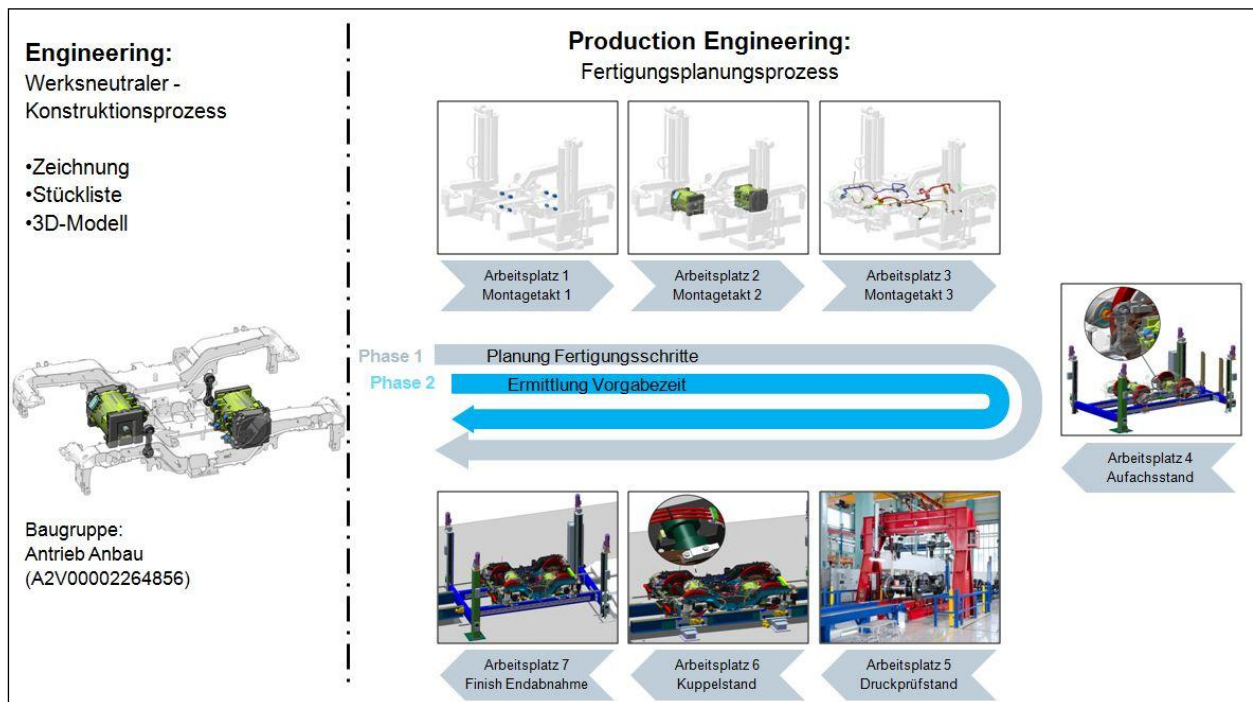 Engineering:
Werksneutraler -
Konstruktionsprozess
•Zeichnung
•Stückliste
•3D-Modell
Baugruppe:
Antrieb Anbau
(A2V00002264856)
Production Engineering:
Fertigungsplanungsprozess
Arbeitsplatz 1
Montagetakt 1
Arbeitsplatz 2
Montagetakt 2
Arbeitsplatz 3
Montagetakt 3
Phase 1 Planung Fertigungsschritte
Phase 2 Ermittlung Vorgabezeit
Arbeitsplatz 4
Aufachsstand
Arbeitsplatz 7
Finish Endabnahme
Arbeitsplatz 6
Kuppelstand
Arbeitsplatz 5
Druckprüfstand